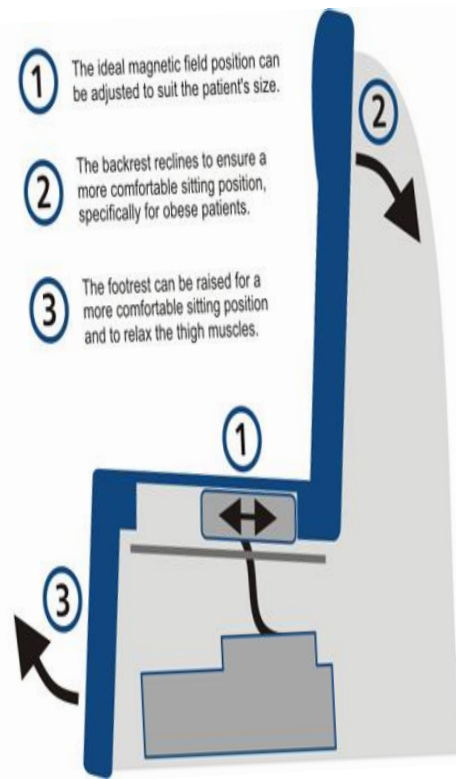 1
The ideal magnetic field position can
be adjusted to suit the patient's size.
2
The backrest reclines to ensure a
more comfortable sitting position,
specifically for obese patients.
3
The footrest can be raised for a
more comfortable sitting position
and to relax the thigh muscles.
2
1
3